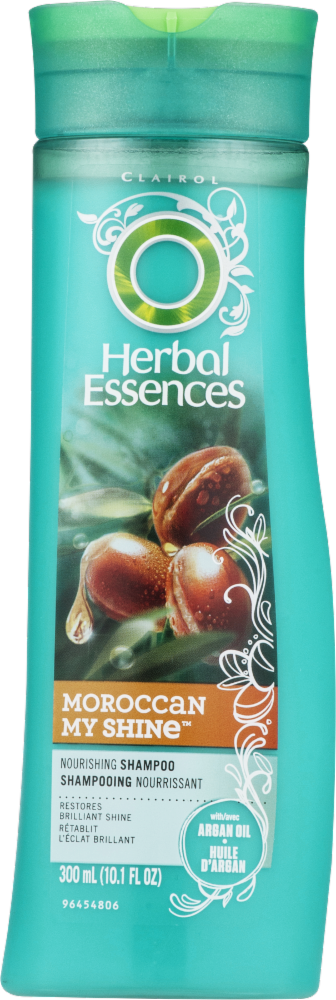 CLAIROL
Herbal
Essences
MOROCCAN
MY SHINE™
NOURISHING SHAMPOO
SHAMPOOING NOURRISSANT
RESTORES
BRILLIANT SHINE
RÉTABLIT
L'ÉCLAT BRILLANT
with/avec
ARGAN OIL
•
HUILE
D'ARGAN
300 mL (10.1 FL OZ)
96454806